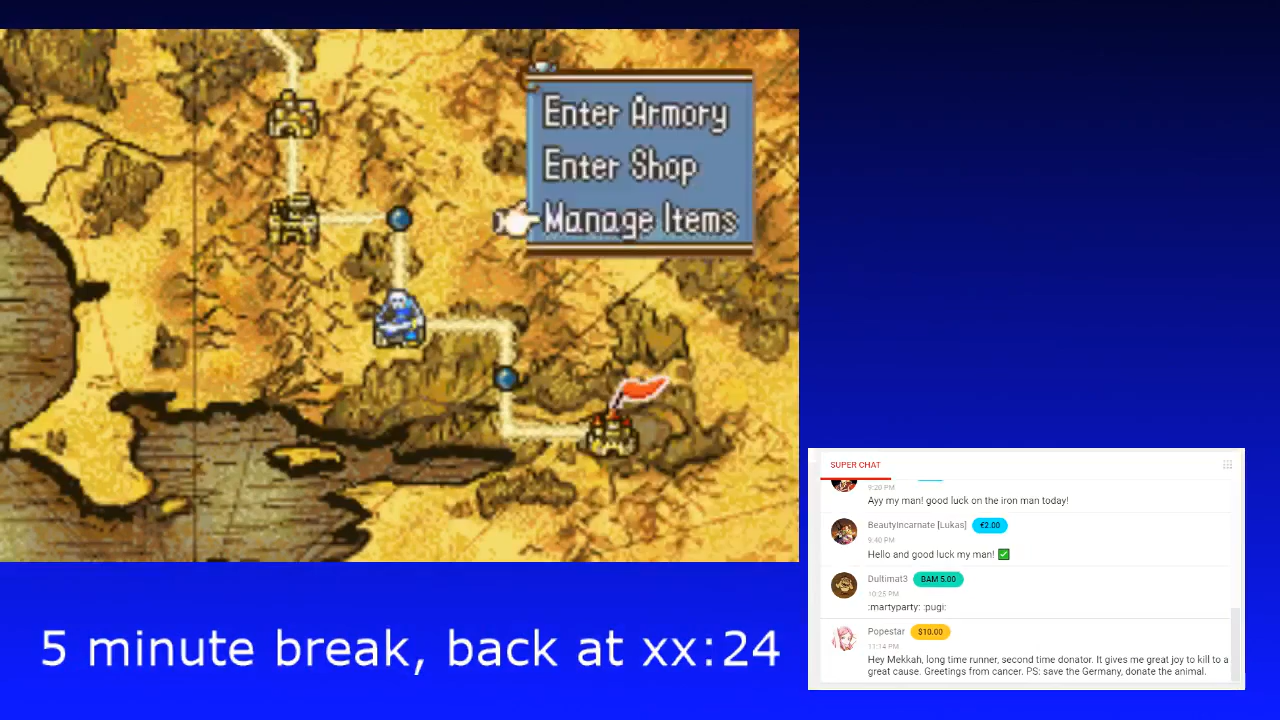 Enter Armory
Enter Shop
Manage Items
SUPER CHAT
9:20 PM
Ayy my man! good luck on the iron man today!
BeautyIncarnate [Lukas] €2.00
9:40 PM
Hello and good luck my man! ✅
Dultimat3 BAM 5.00
10:25 PM
:martyparty: :pugi:
Popestar $10.00
11:14 PM
Hey Mekkah, long time runner, second time donator. It gives me great joy to kill to a
great cause. Greetings from cancer. PS: save the Germany, donate the animal.
5 minute break, back at xx:24